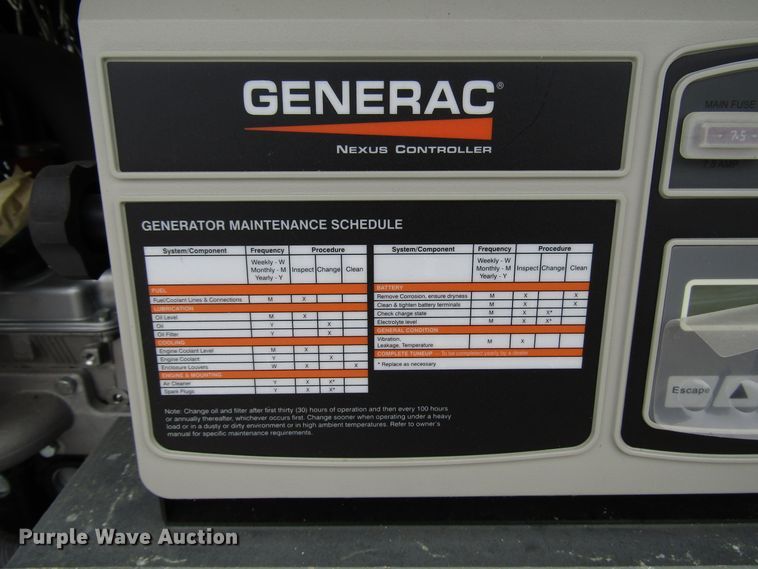 GENERAC®
NEXUS CONTROLLER
MAIN FUSE
7.5
7.5 AMP
GENERATOR MAINTENANCE SCHEDULE
System/Component Frequency Procedure
Weekly - W
Monthly - M
Yearly - Y
Inspect Change Clean
FUEL
Fuel/Coolant Lines & Connections M X
LUBRICATION
Oil Level M X
Oil Y X
Oil Filter Y X
COOLING
Engine Coolant Level M X
Engine Coolant Y X
Enclosure Louvers W X X
ENGINE & MOUNTING
Air Cleaner Y X X*
Spark Plugs Y X X*
System/Component Frequency Procedure
Weekly - W
Monthly - M
Yearly - Y
Inspect Change Clean
BATTERY
Remove Corrosion, ensure dryness M X X
Clean & tighten battery terminals M X X
Check charge state M X X*
Electrolyte level M X X*
GENERAL CONDITION
Vibration,
Leakage, Temperature M X
COMPLETE TUNEUP — To be completed yearly by a dealer
* Replace as necessary
Note: Change oil and filter after first thirty (30) hours of operation and then every 100 hours
or annually thereafter, whichever occurs first. Change sooner when operating under a heavy
load or in a dusty or dirty environment or in high ambient temperatures. Refer to owner's
manual for specific maintenance requirements.
Escape
Purple Wave Auction